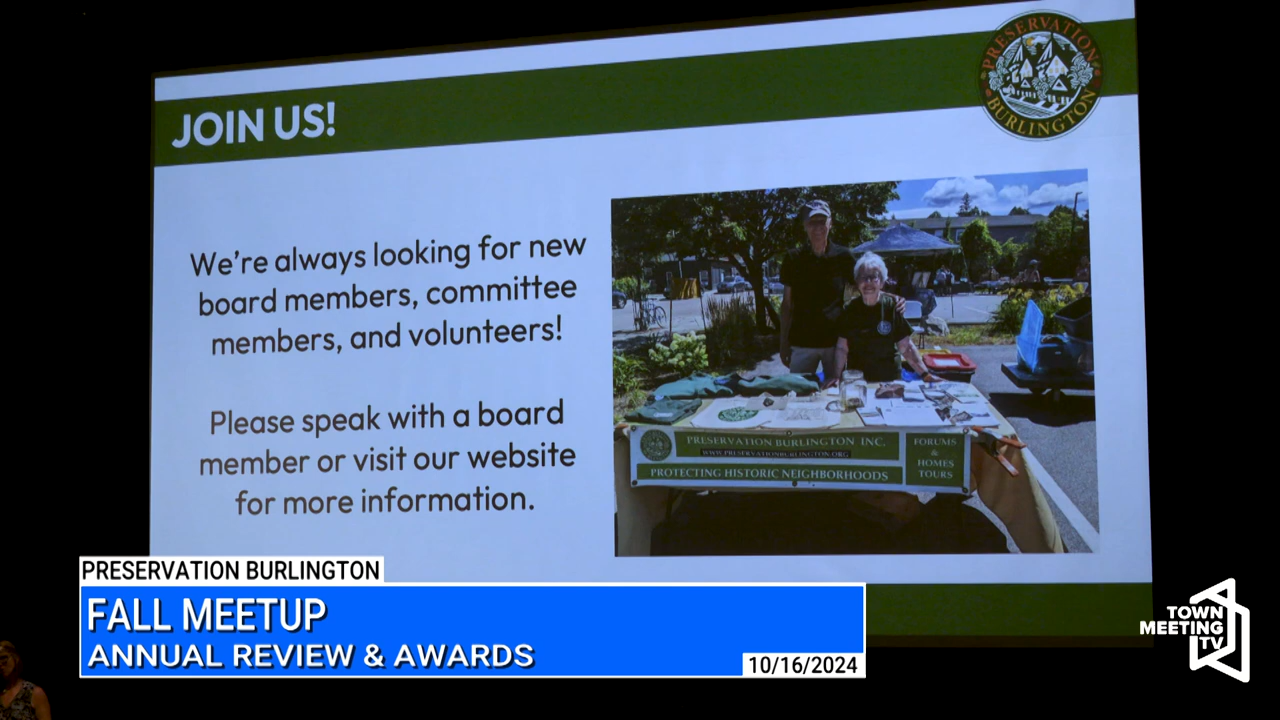 JOIN US!
PRESERVATION
BURLINGTON
We're always looking for new
board members, committee
members, and volunteers!
Please speak with a board
member or visit our website
for more information.
PRESERVATION BURLINGTON INC.
WWW.PRESERVATIONBURLINGTON.ORG
PROTECTING HISTORIC NEIGHBORHOODS
FORUMS
&
HOMES
TOURS
PRESERVATION BURLINGTON
FALL MEETUP
ANNUAL REVIEW & AWARDS
10/16/2024
TOWN
MEETING
TV